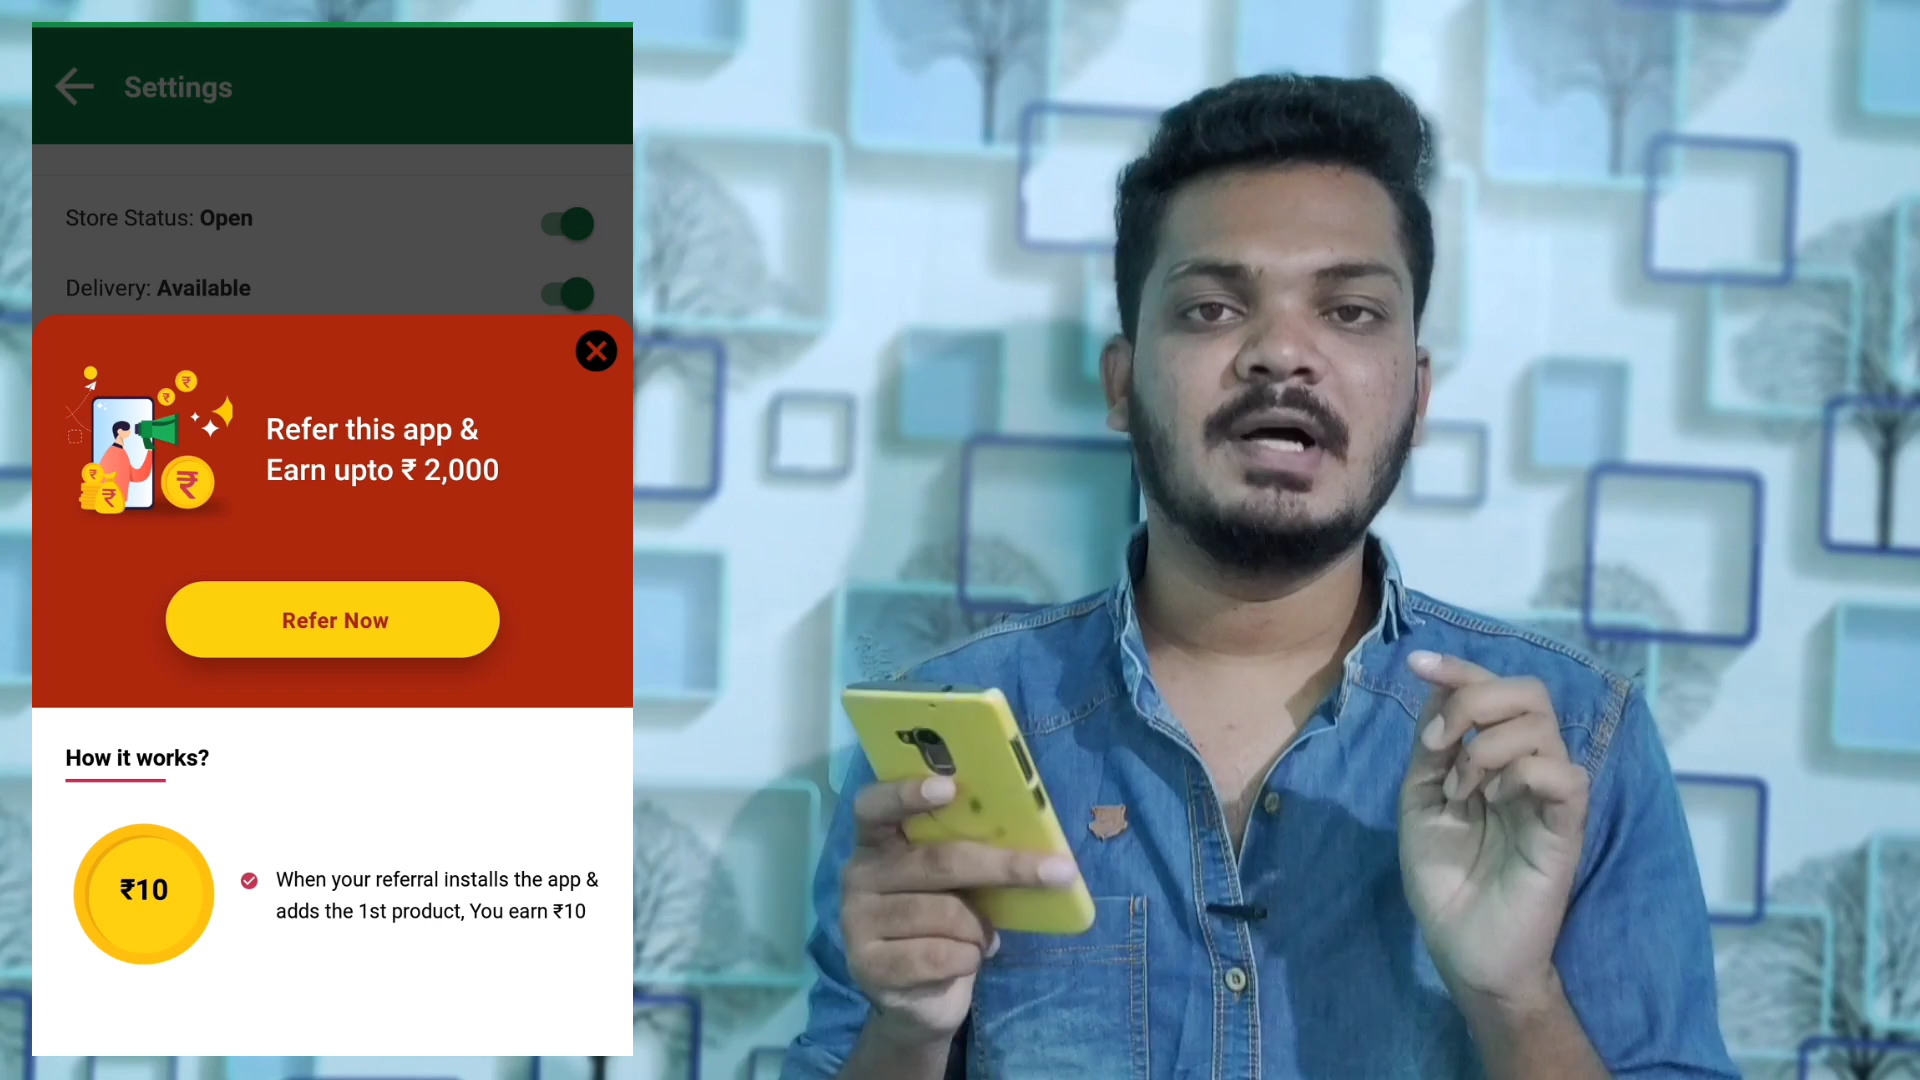 Settings
Store Status: Open
Delivery: Available
Refer this app &
Earn upto ₹ 2,000
Refer Now
How it works?
₹10
When your referral installs the app &
adds the 1st product, You earn ₹10